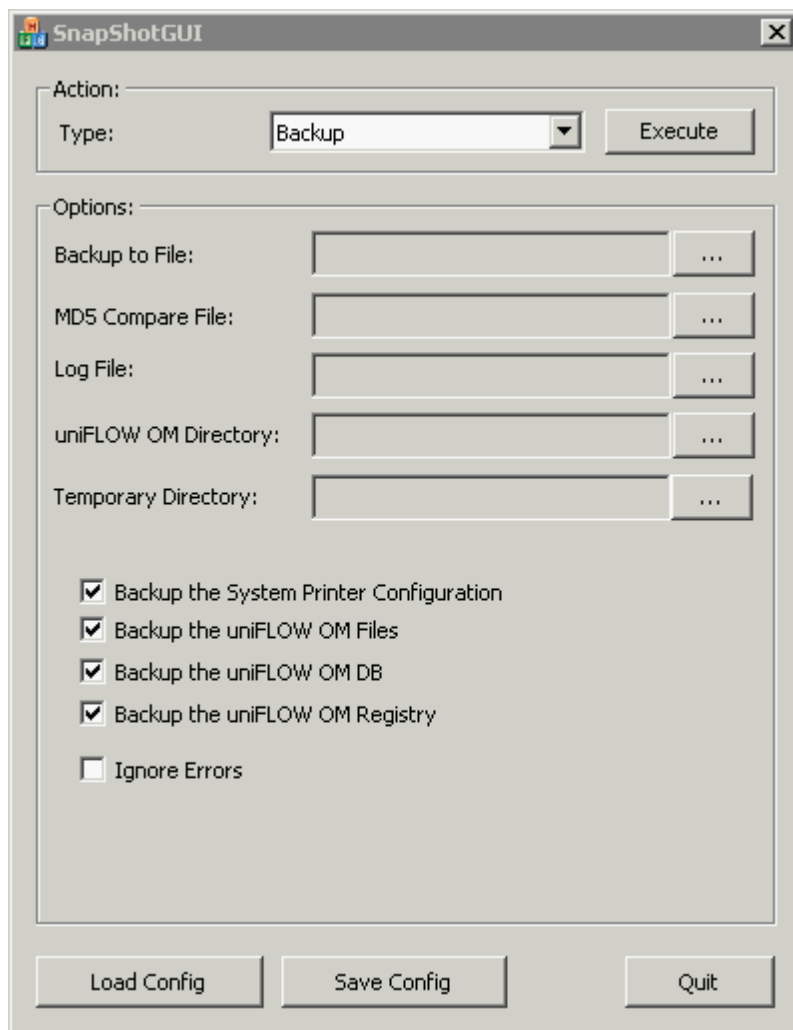 SnapShotGUI
Action:
Type: Backup Execute
Options:
Backup to File: ...
MD5 Compare File: ...
Log File: ...
uniFLOW OM Directory: ...
Temporary Directory: ...
Backup the System Printer Configuration
Backup the uniFLOW OM Files
Backup the uniFLOW OM DB
Backup the uniFLOW OM Registry
Ignore Errors
Load Config Save Config Quit